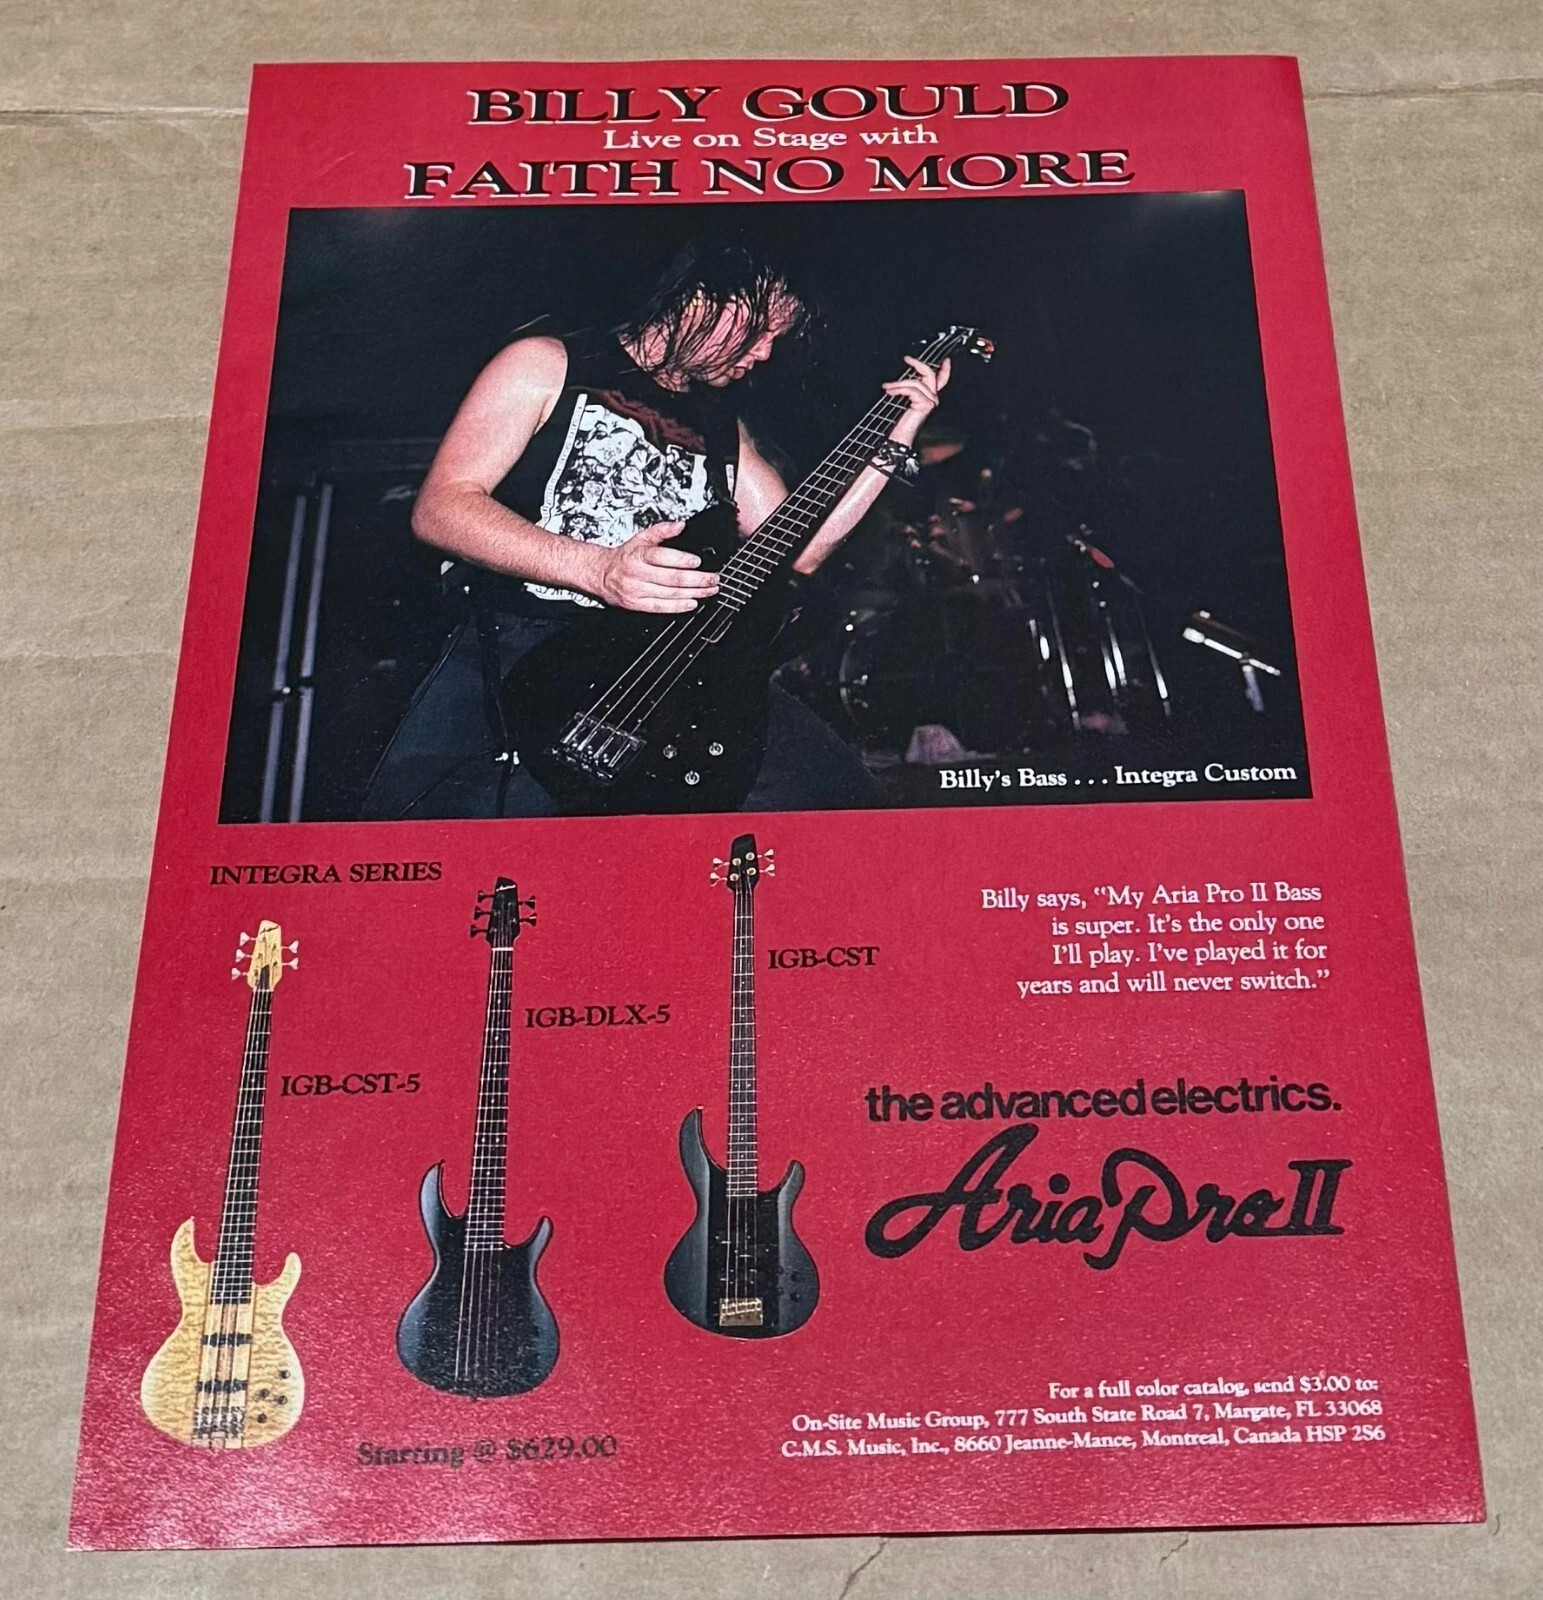 BILLY GOULD
Live on Stage with
FAITH NO MORE
Billy's Bass . . . Integra Custom
INTEGRA SERIES
IGB-CST
IGB-DLX-5
IGB-CST-5
Billy says, "My Aria Pro II Bass
is super. It's the only one
I'll play. I've played it for
years and will never switch."
the advanced electrics.
Aria Pro II
Starting @ $629.00
For a full color catalog, send $3.00 to:
On-Site Music Group, 777 South State Road 7, Margate, FL 33068
C.M.S. Music, Inc., 8660 Jeanne-Mance, Montreal, Canada HSP 2S6